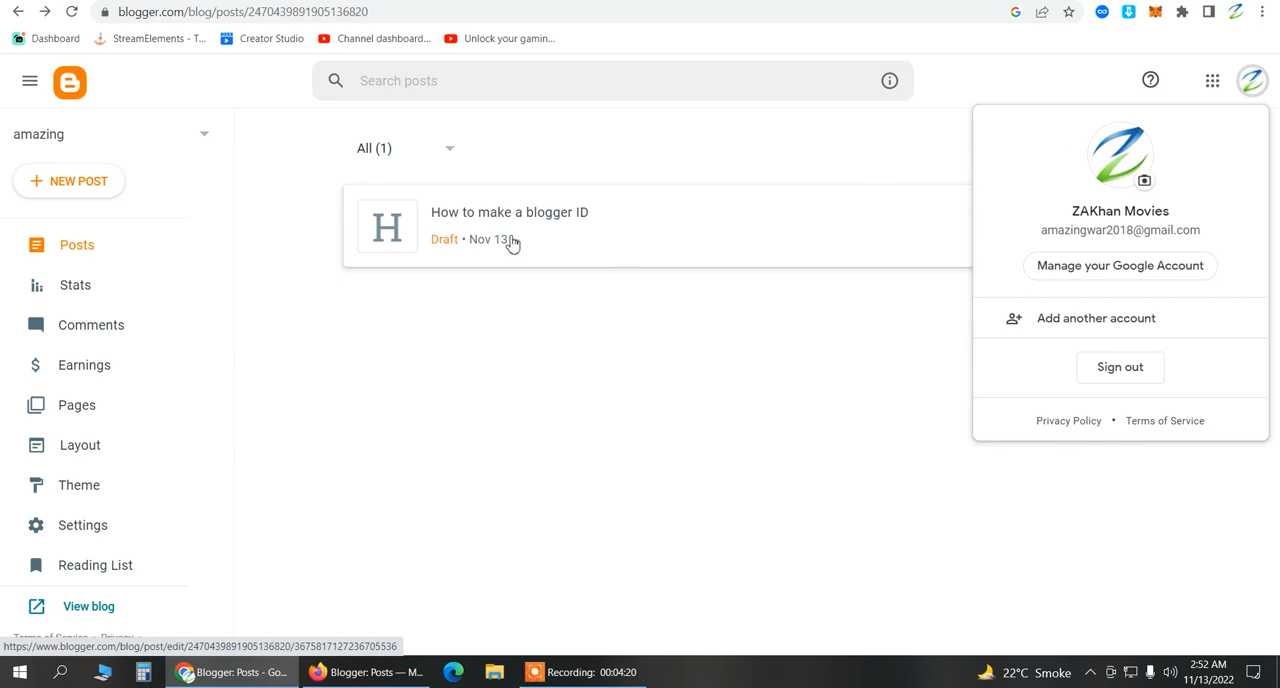 blogger.com/blog/posts/2470439891905136820
Dashboard
StreamElements - T...
Creator Studio
Channel dashboard...
Unlock your gamin...
Search posts
amazing
NEW POST
Posts
Stats
Comments
Earnings
Pages
Layout
Theme
Settings
Reading List
View blog
Terms of Service • Privacy •
All (1)
H
How to make a blogger ID
Draft • Nov 13
ZAKhan Movies
amazingwar2018@gmail.com
Manage your Google Account
Add another account
Sign out
Privacy Policy • Terms of Service
https://www.blogger.com/blog/post/edit/2470439891905136820/3675817127236705536
Blogger: Posts - Go...
Blogger: Posts — M...
Recording: 00:04:20
22°C Smoke
2:52 AM
11/13/2022